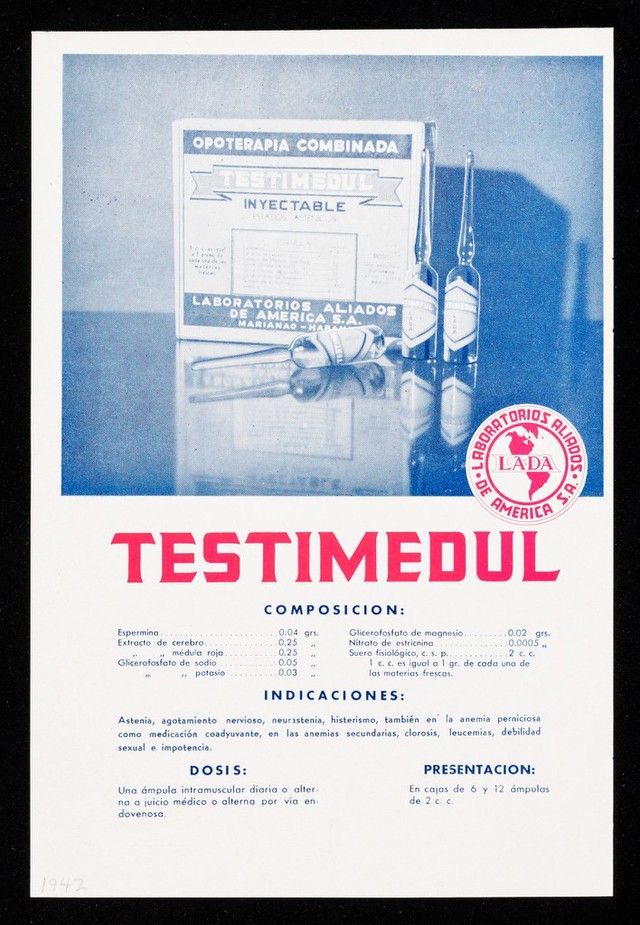 OPOTERAPIA COMBINADA
TESTIMEDUL
INYECTABLE
ESTADOS ASTENICOS
LABORATORIOS ALIADOS
DE AMERICA S.A.
MARIANAO - HABANA
LABORATORIOS ALIADOS
LADA
DE AMERICA S.A.
TESTIMEDUL
COMPOSICION:
Espermina 0.04 grs.
Extracto de cerebro 0.25 „
„ „ médula roja 0.25 „
Glicerofosfato de sodio 0.05 „
„ „ potasio 0.03 „
Glicerofosfato de magnesio 0.02 grs.
Nitrato de estricnina 0.0005 „
Suero fisiológico, c. s. p. 2 c. c.
1 c. c. es igual a 1 gr. de cada una de
las materias frescas.
INDICACIONES:
Astenia, agotamiento nervioso, neurastenia, histerismo, también en la anemia perniciosa
como medicación coadyuvante, en las anemias secundarias, clorosis, leucemias, debilidad
sexual e impotencia.
DOSIS:
Una ámpula intramuscular diaria o alter-
na a juicio médico o alterna por via en-
dovenosa.
PRESENTACION:
En cajas de 6 y 12 ámpulas
de 2 c. c.
1942